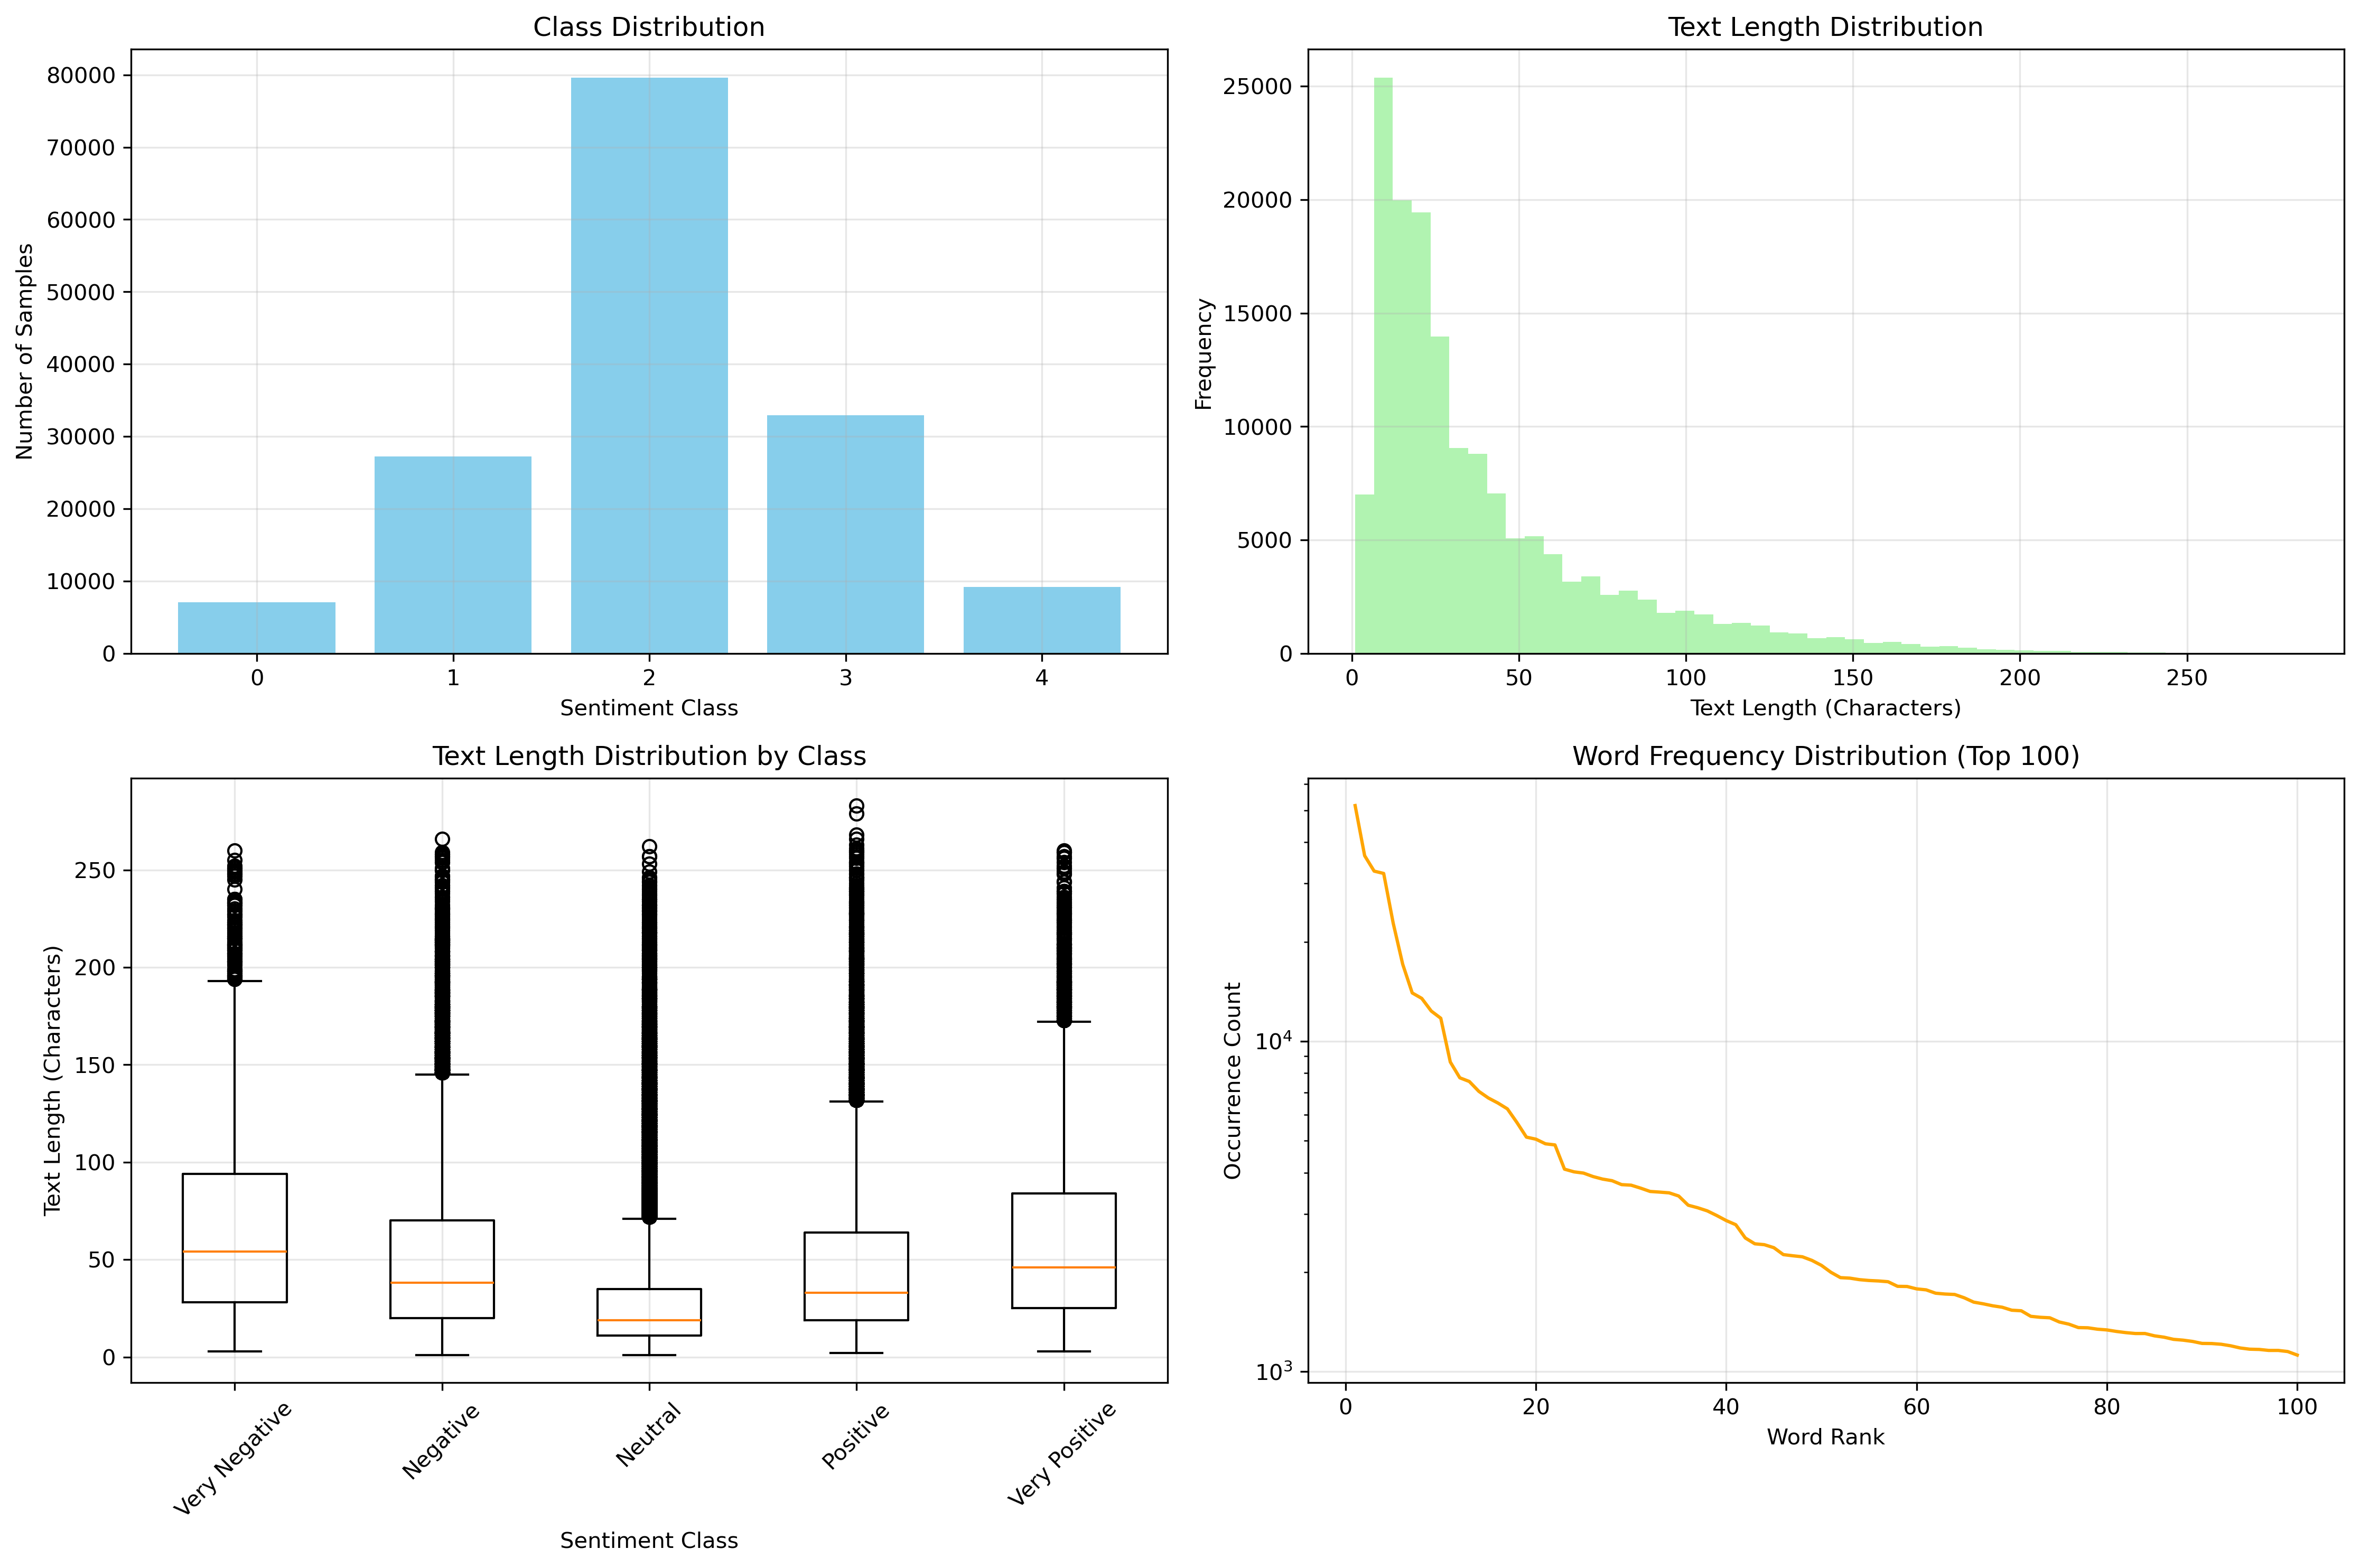 Class Distribution
Number of Samples
80000
70000
60000
50000
40000
30000
20000
10000
0
0 1 2 3 4
Sentiment Class
Text Length Distribution
Frequency
25000
20000
15000
10000
5000
0
0 50 100 150 200 250
Text Length (Characters)
Text Length Distribution by Class
Text Length (Characters)
250
200
150
100
50
0
Very Negative Negative Neutral Positive Very Positive
Sentiment Class
Word Frequency Distribution (Top 100)
Occurrence Count
10⁴
10³
0 20 40 60 80 100
Word Rank